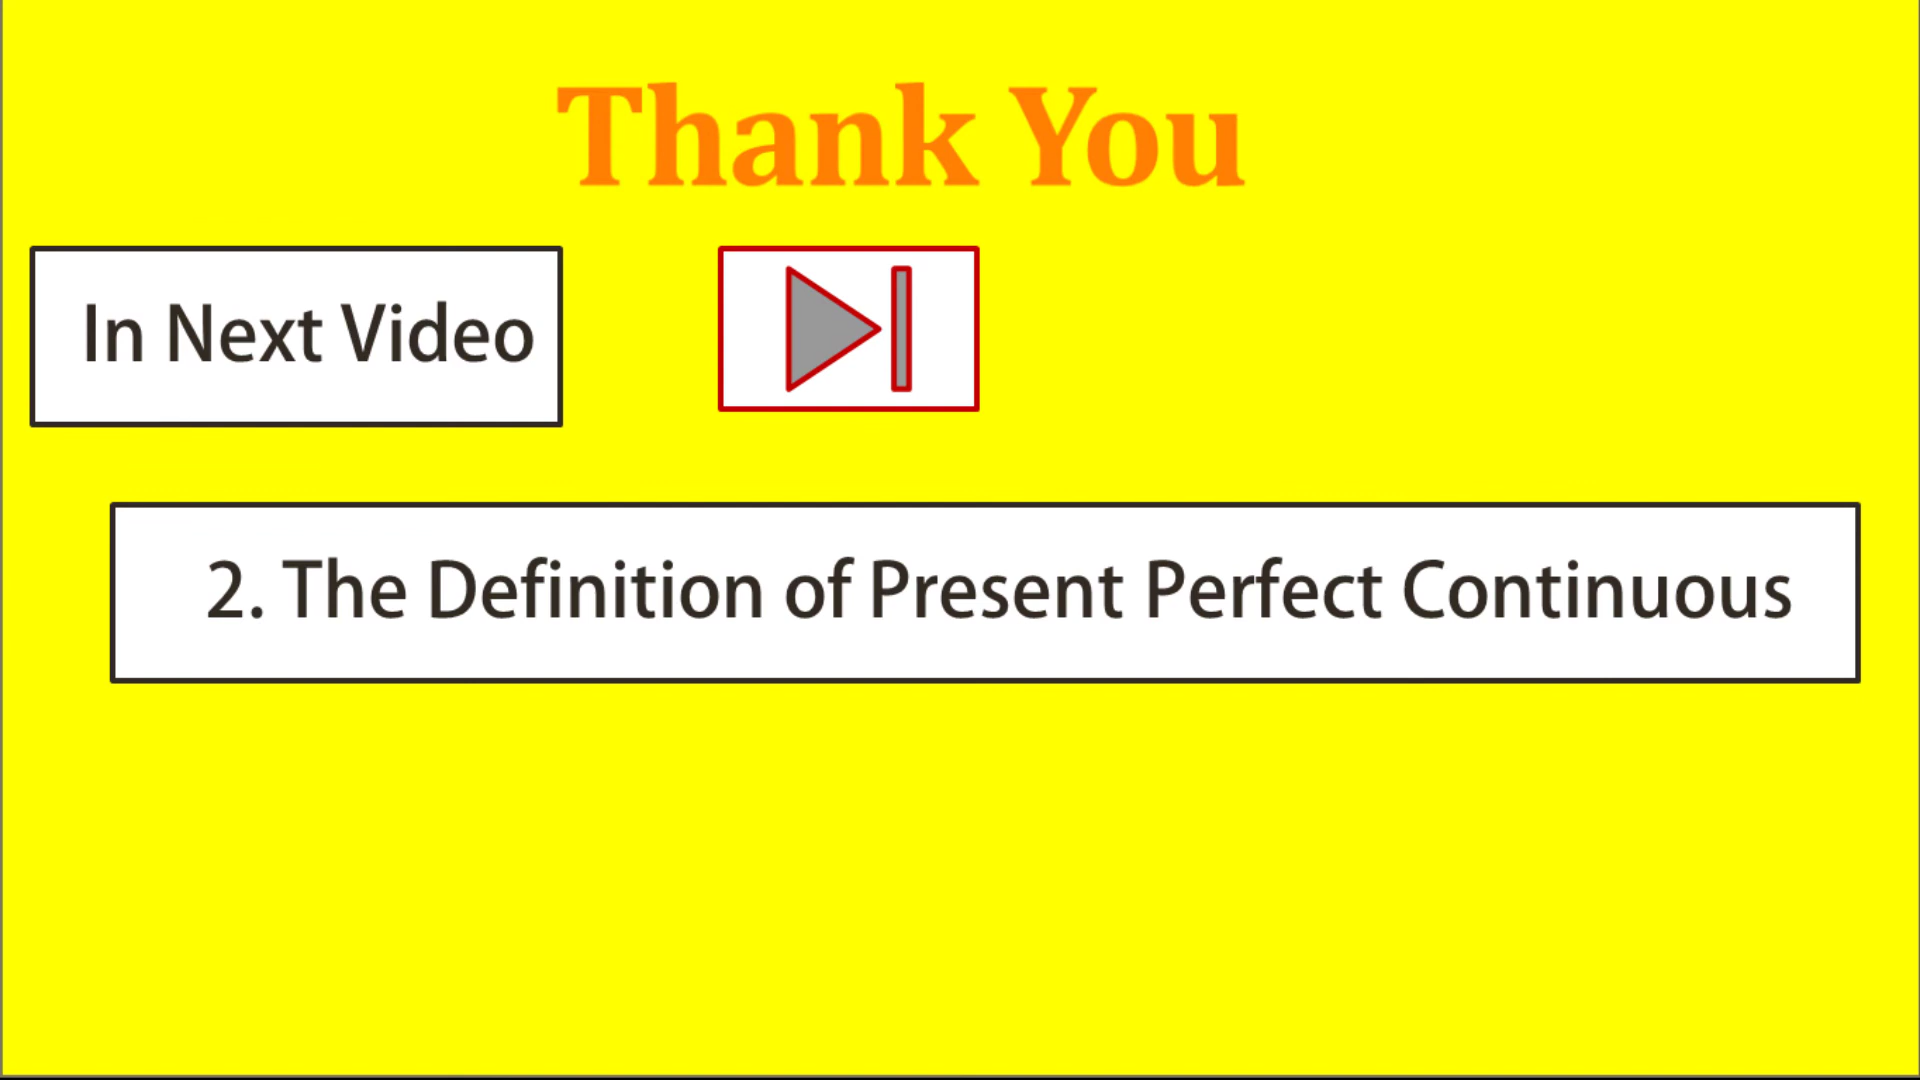 Thank You
In Next Video
2. The Definition of Present Perfect Continuous